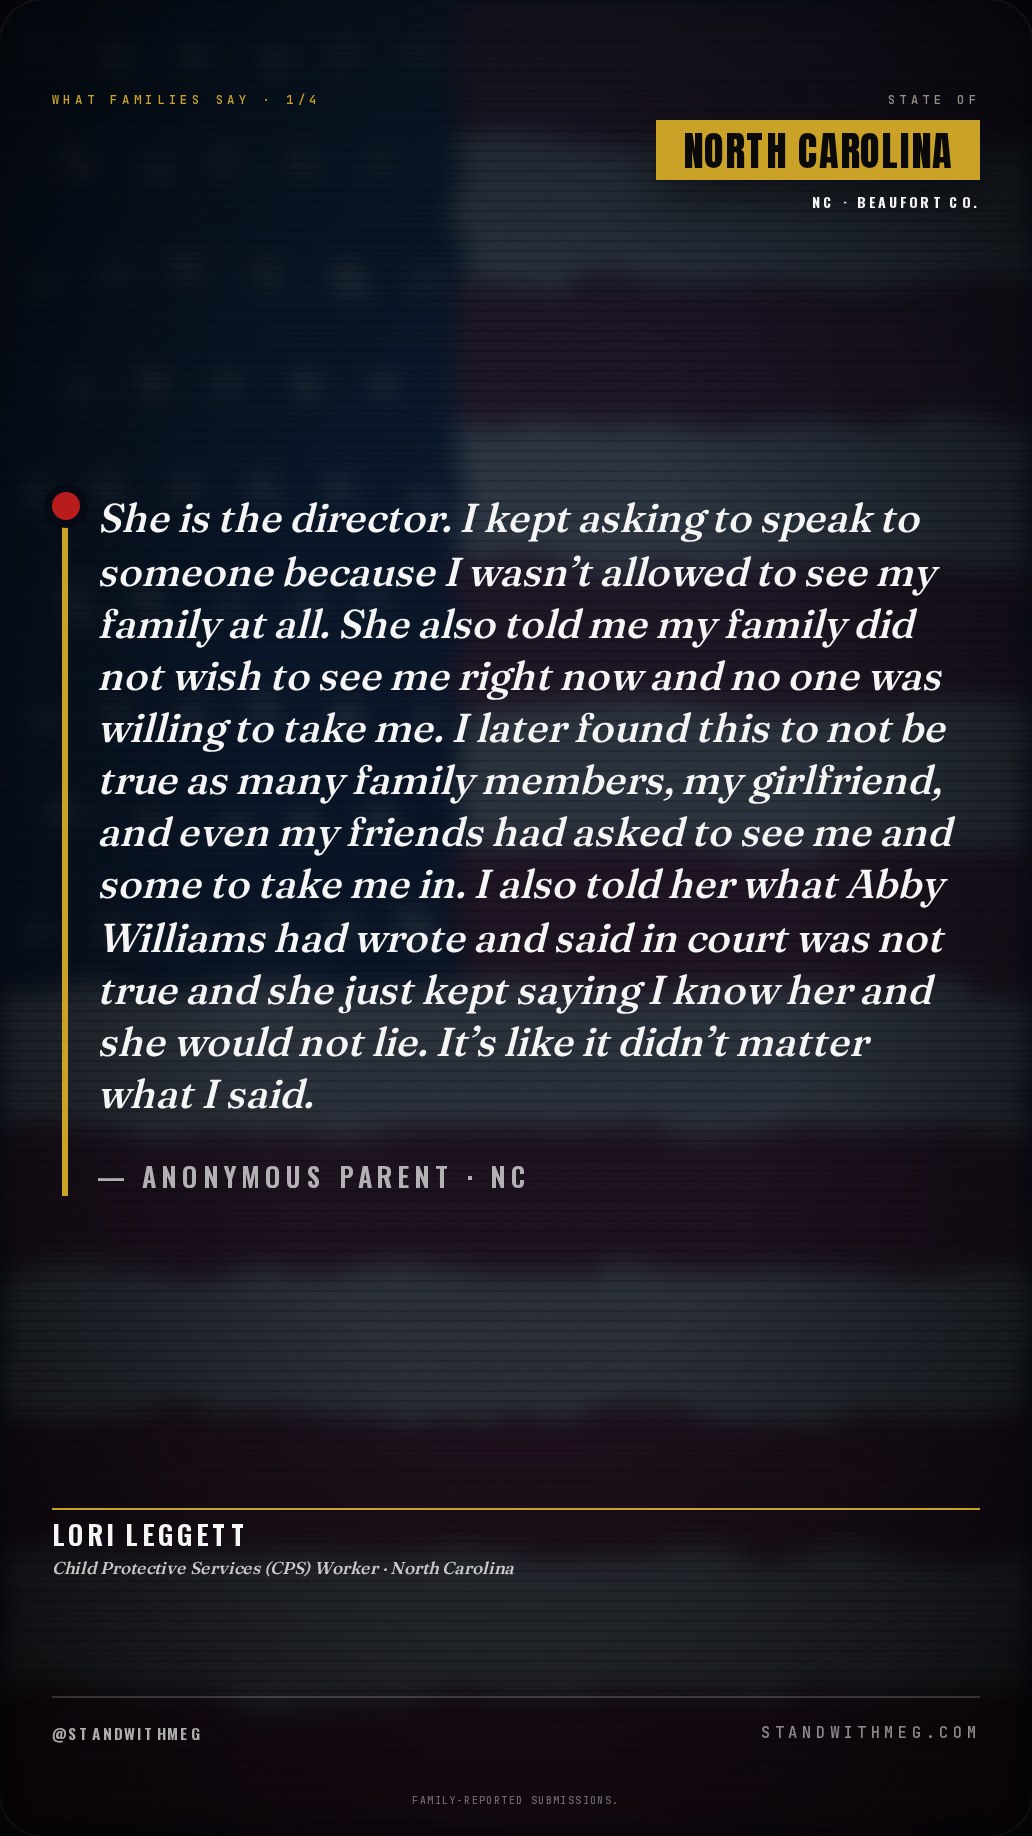 WHAT FAMILIES SAY · 1/4
STATE OF
NORTH CAROLINA
NC · BEAUFORT CO.
She is the director. I kept asking to speak to
someone because I wasn’t allowed to see my
family at all. She also told me my family did
not wish to see me right now and no one was
willing to take me. I later found this to not be
true as many family members, my girlfriend,
and even my friends had asked to see me and
some to take me in. I also told her what Abby
Williams had wrote and said in court was not
true and she just kept saying I know her and
she would not lie. It’s like it didn’t matter
what I said.
— ANONYMOUS PARENT · NC
LORI LEGGETT
Child Protective Services (CPS) Worker · North Carolina
@STANDWITHMEG
STANDWITHMEG.COM
FAMILY-REPORTED SUBMISSIONS.